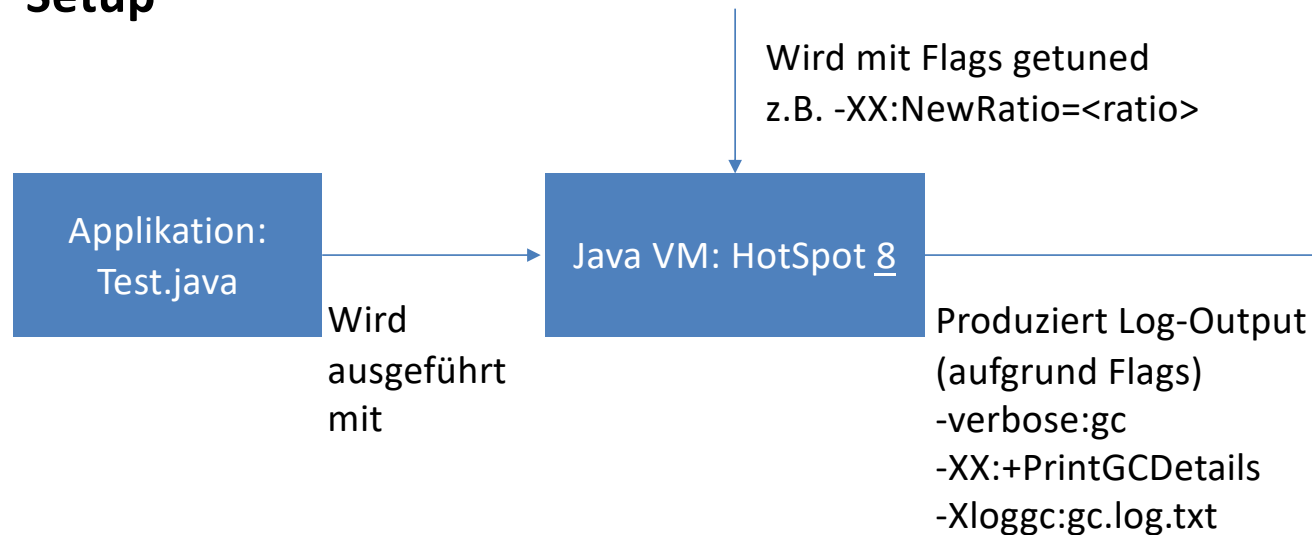 Setup
Wird mit Flags getuned
z.B. -XX:NewRatio=<ratio>
Applikation:
Test.java
Wird
ausgeführt
mit
Java VM: HotSpot 8
Produziert Log-Output
(aufgrund Flags)
-verbose:gc
-XX:+PrintGCDetails
-Xloggc:gc.log.txt